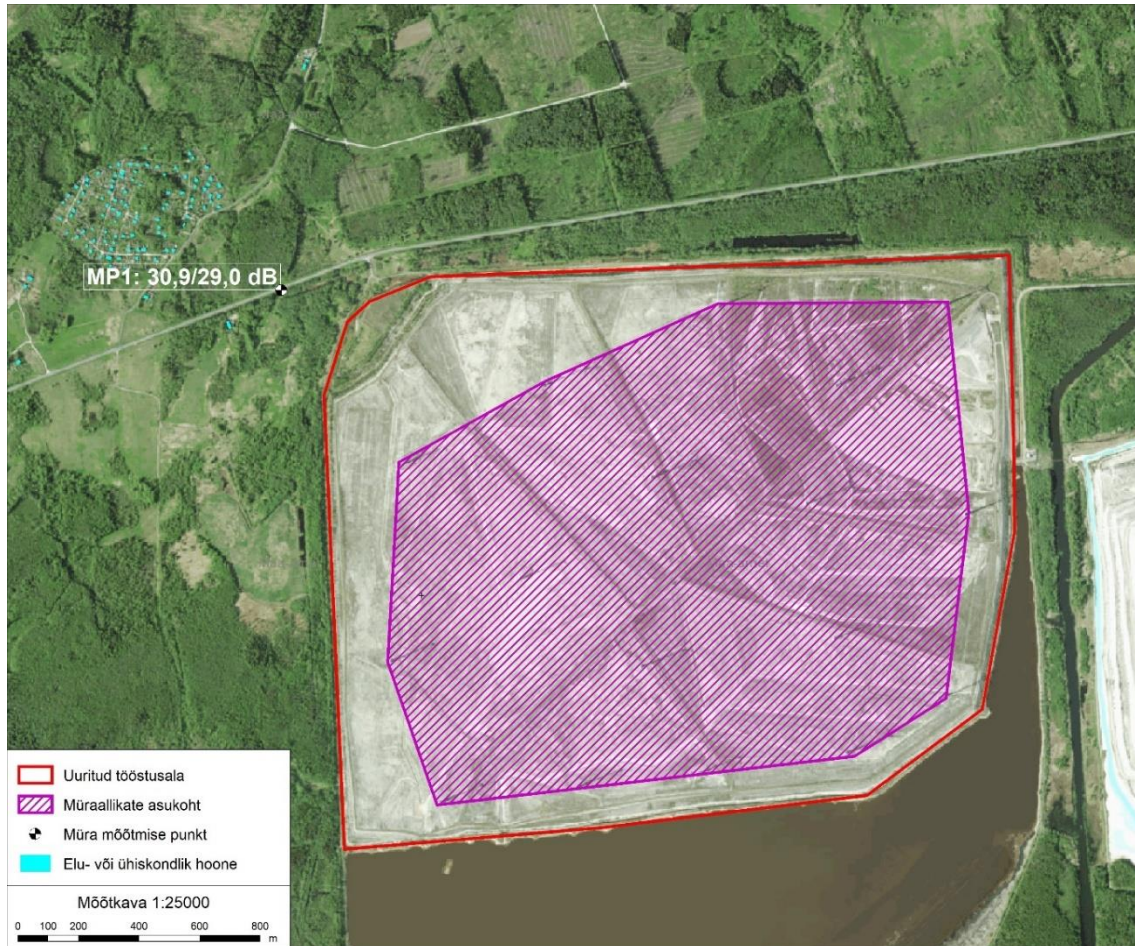 MP1: 30,9/29,0 dB
Uuritud tööstusala
Müraallikate asukoht
Müra mõõtmise punkt
Elu- või ühiskondlik hoone
Mõõtkava 1:25000
0 100 200 400 600 800
m